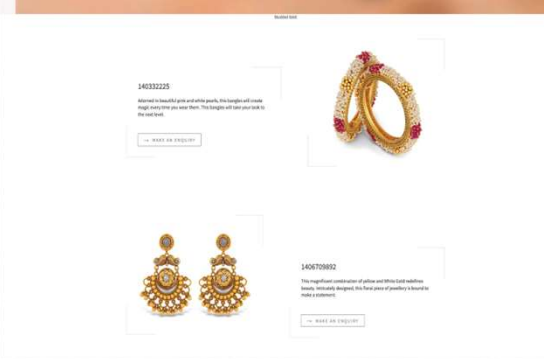 Studded Gold
140332225
Adorned in beautiful pink and white pearls, this bangles will create
magic every time you wear them. This bangles will take your look to
the next level.
MAKE AN ENQUIRY
1406709892
This magnificent combination of yellow and White Gold redefines
beauty. Intricately designed, this floral piece of jewellery is bound to
make a statement.
MAKE AN ENQUIRY